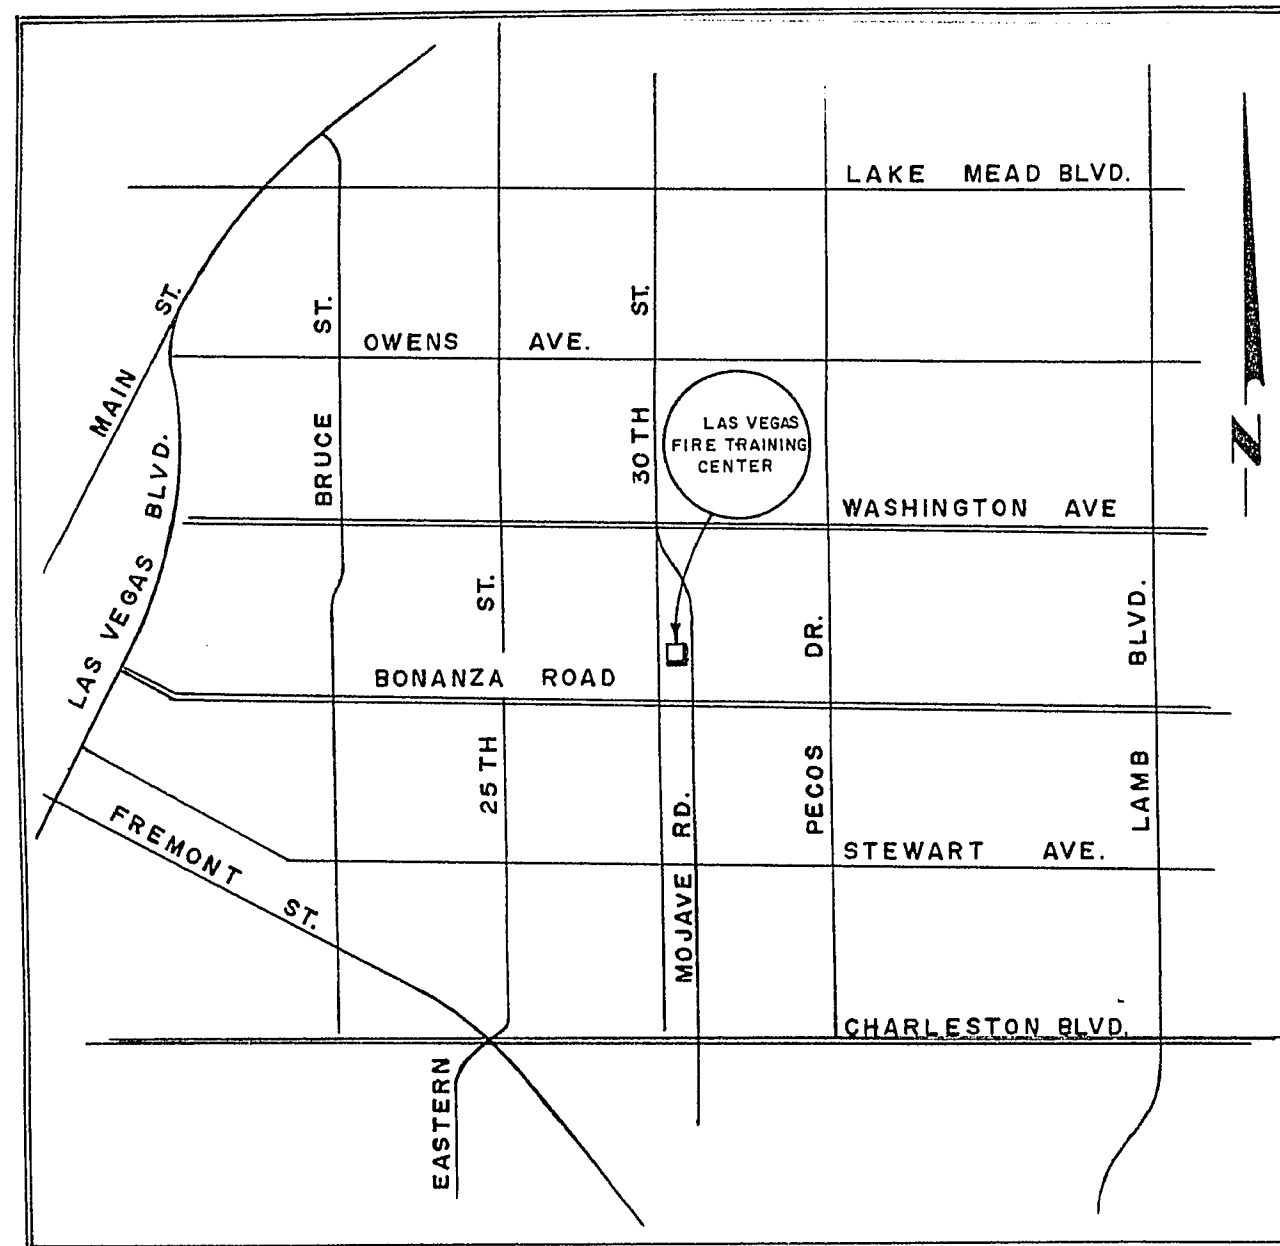 LAKE MEAD BLVD.
MAIN ST.
BRUCE ST.
30TH ST.
OWENS AVE.
LAS VEGAS
FIRE TRAINING
CENTER
WASHINGTON AVE
N
LAS VEGAS BLVD.
25TH ST.
PECOS DR.
LAMB BLVD.
BONANZA ROAD
MOJAVE RD.
FREMONT ST.
STEWART AVE.
CHARLESTON BLVD.
EASTERN